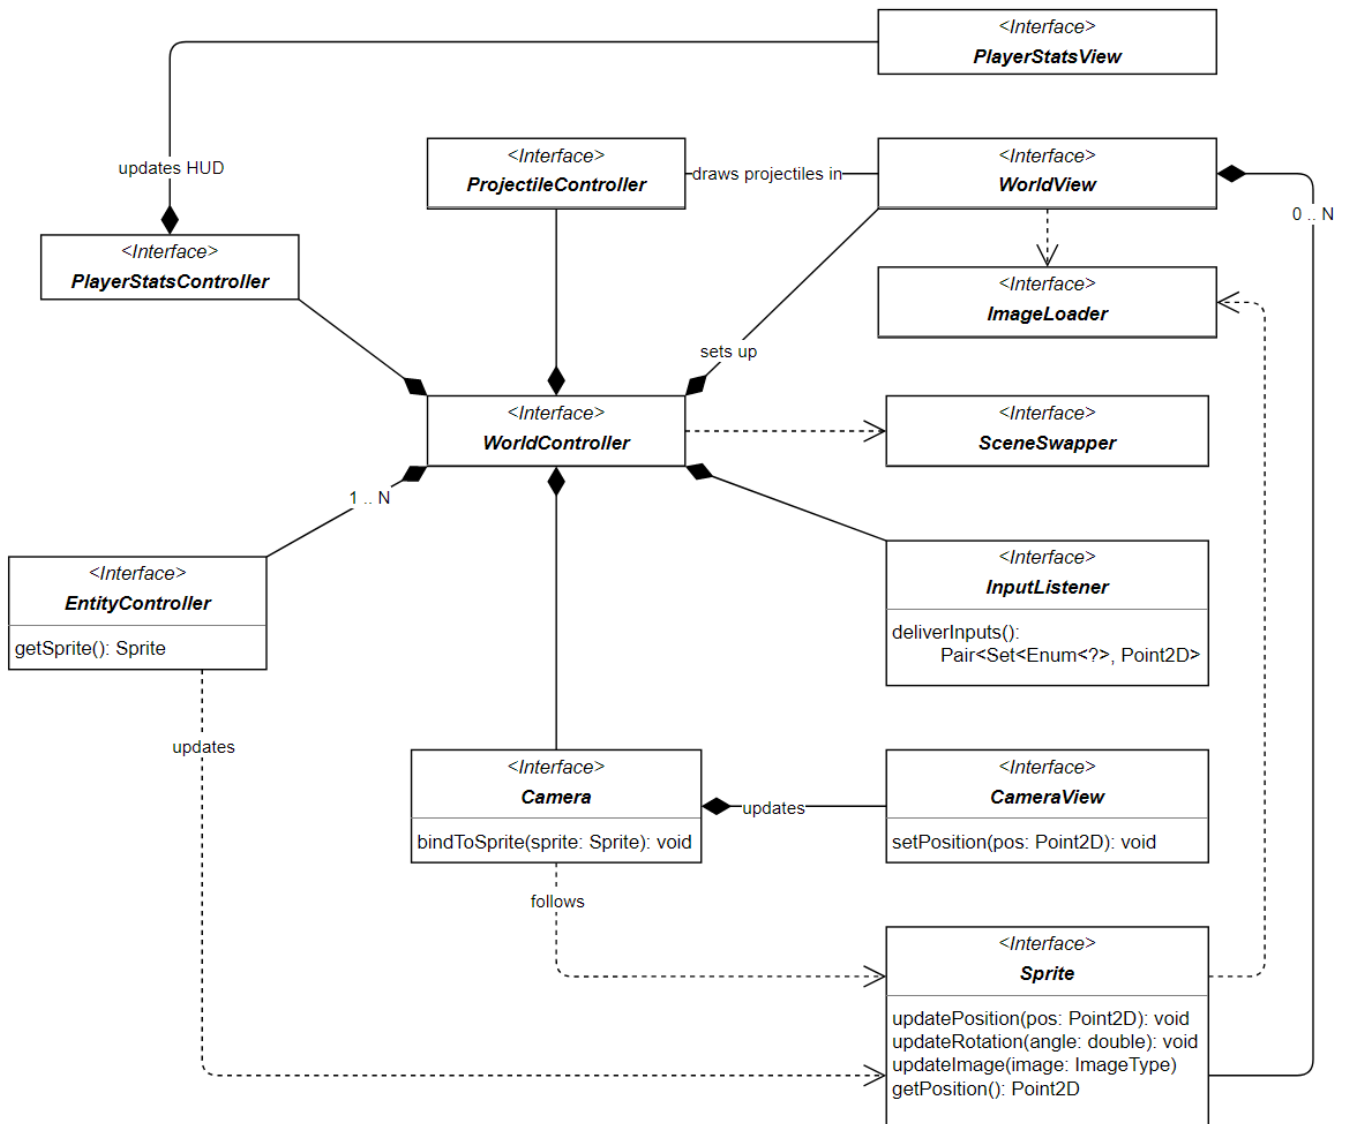 <Interface>
PlayerStatsView
updates HUD
<Interface>
ProjectileController
draws projectiles in
<Interface>
WorldView
0 .. N
<Interface>
PlayerStatsController
<Interface>
ImageLoader
sets up
<Interface>
WorldController
<Interface>
SceneSwapper
1 .. N
<Interface>
EntityController
getSprite(): Sprite
<Interface>
InputListener
deliverInputs():
Pair<Set<Enum<?>, Point2D>
updates
<Interface>
Camera
bindToSprite(sprite: Sprite): void
updates
<Interface>
CameraView
setPosition(pos: Point2D): void
follows
<Interface>
Sprite
updatePosition(pos: Point2D): void
updateRotation(angle: double): void
updateImage(image: ImageType)
getPosition(): Point2D